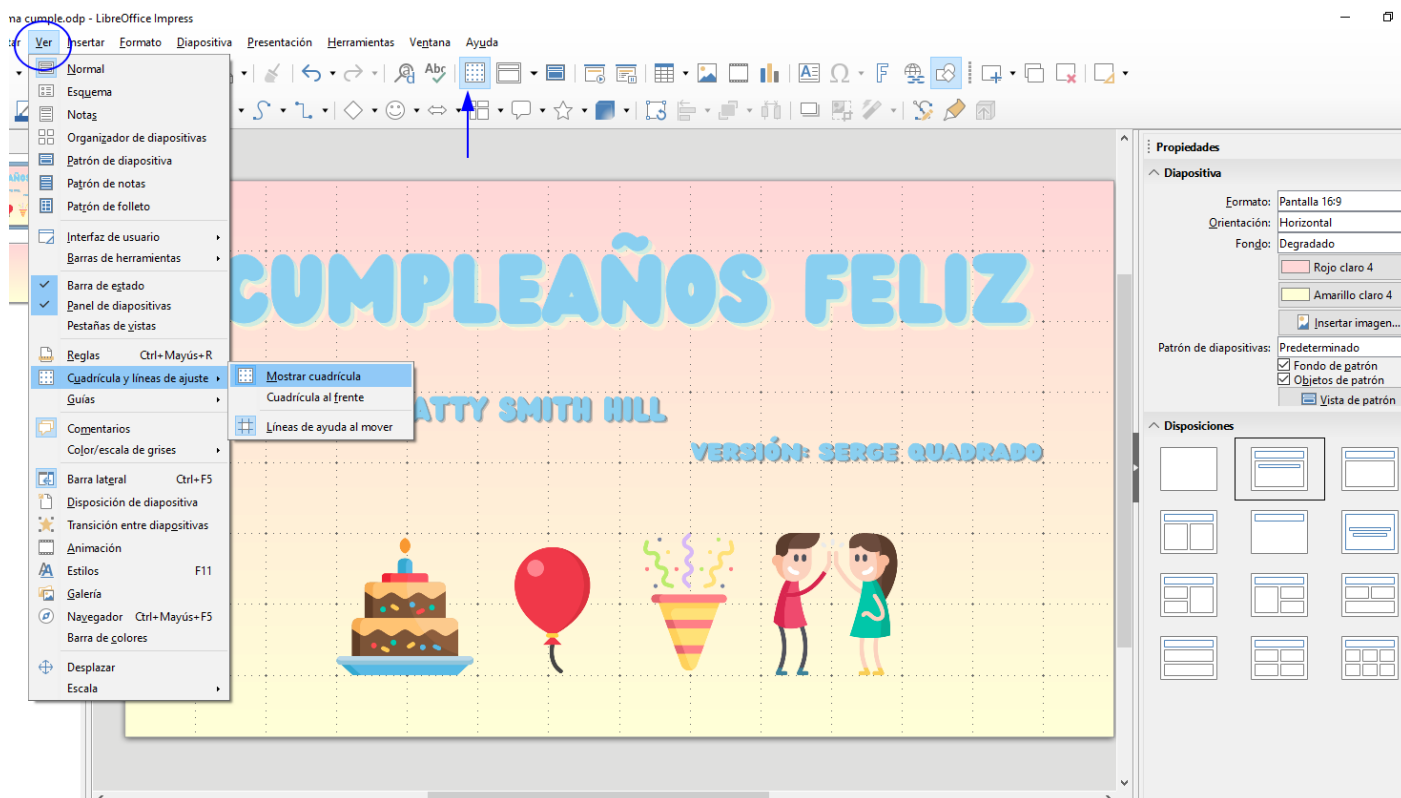 ma cumple.odp - LibreOffice Impress
Ver Insertar Formato Diapositiva Presentación Herramientas Ventana Ayuda
Normal
Esquema
Notas
Organizador de diapositivas
Patrón de diapositiva
Patrón de notas
Patrón de folleto
Interfaz de usuario
Barras de herramientas
Barra de estado
Panel de diapositivas
Pestañas de vistas
Reglas Ctrl+Mayús+R
Cuadrícula y líneas de ajuste
Guías
Comentarios
Color/escala de grises
Barra lateral Ctrl+F5
Disposición de diapositiva
Transición entre diapositivas
Animación
Estilos F11
Galería
Navegador Ctrl+Mayús+F5
Barra de colores
Desplazar
Escala
Mostrar cuadrícula
Cuadrícula al frente
Líneas de ayuda al mover
CUMPLEAÑOS FELIZ
ATTY SMITH HILL
VERSIÓN: SERGE QUADRADO
Propiedades
Diapositiva
Formato: Pantalla 16:9
Orientación: Horizontal
Fondo: Degradado
Rojo claro 4
Amarillo claro 4
Insertar imagen...
Patrón de diapositivas: Predeterminado
Fondo de patrón
Objetos de patrón
Vista de patrón
Disposiciones